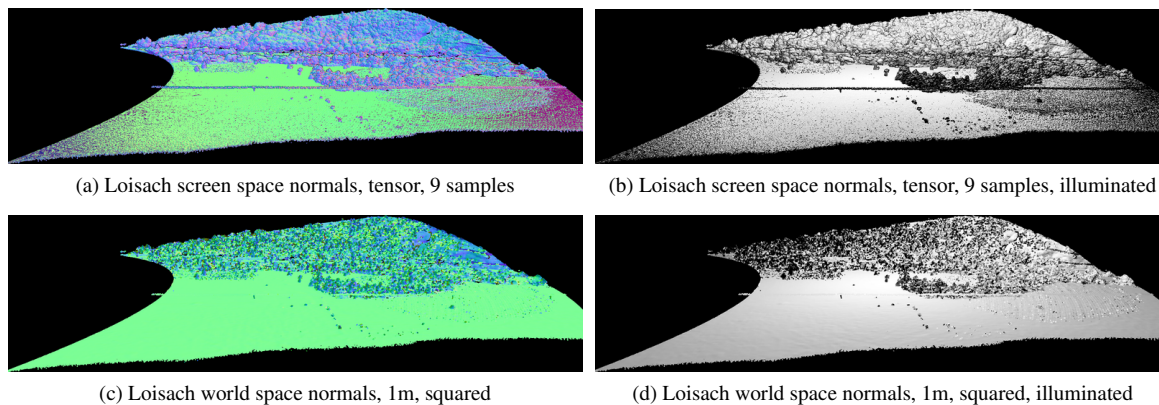 (a) Loisach screen space normals, tensor, 9 samples
(b) Loisach screen space normals, tensor, 9 samples, illuminated
(c) Loisach world space normals, 1m, squared
(d) Loisach world space normals, 1m, squared, illuminated